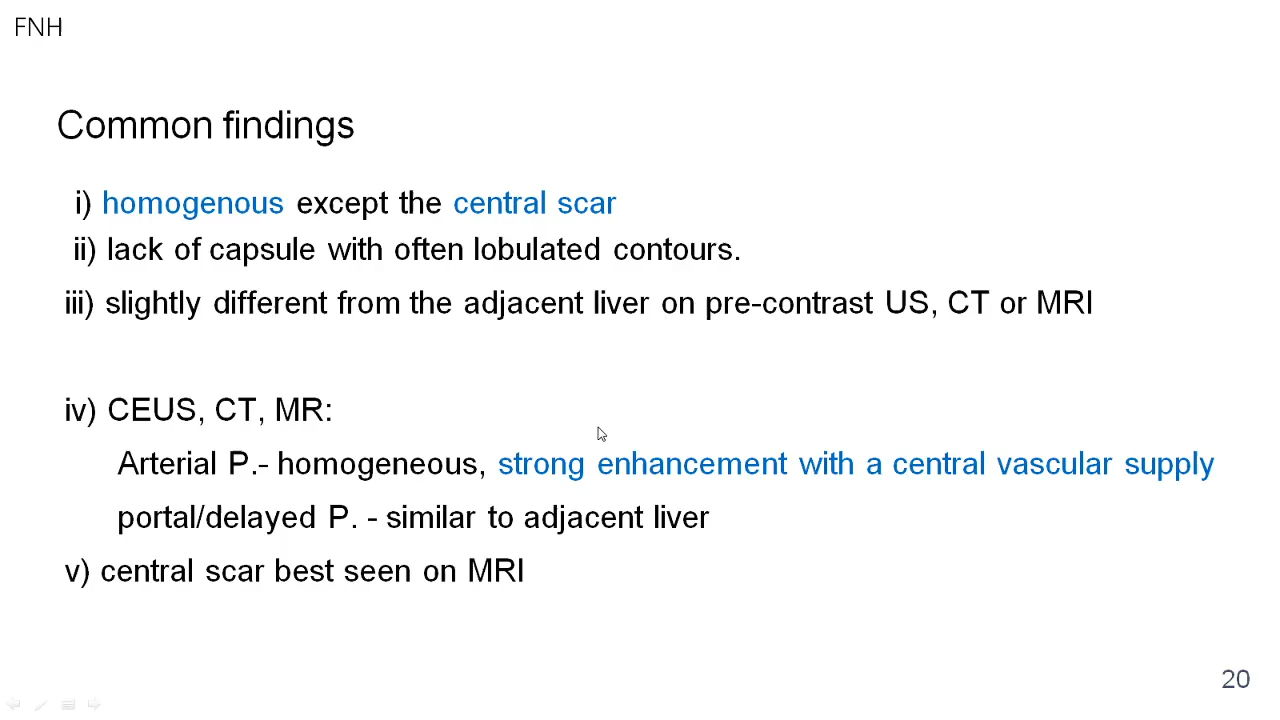 FNH
Common findings
i) homogenous except the central scar
ii) lack of capsule with often lobulated contours.
iii) slightly different from the adjacent liver on pre-contrast US, CT or MRI
iv) CEUS, CT, MR:
Arterial P.- homogeneous, strong enhancement with a central vascular supply
portal/delayed P. - similar to adjacent liver
v) central scar best seen on MRI
20